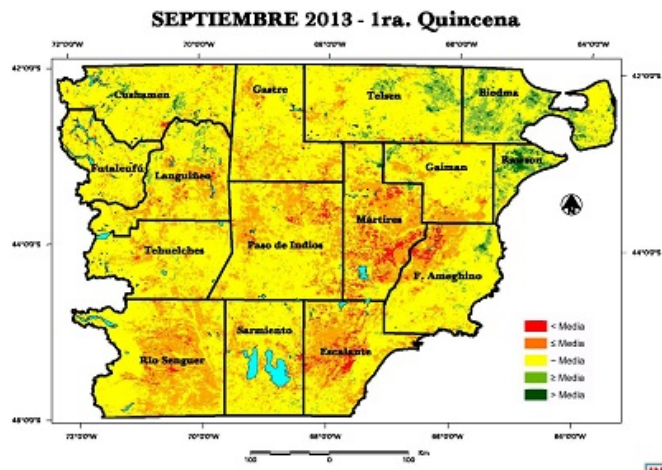 SEPTIEMBRE 2013 - 1ra. Quincena
72°0'0"W 70°0'0"W 68°0'0"W 66°0'0"W 64°0'0"W
42°0'0"S 42°0'0"S
Cushamen Gastre Telsen Biedma
Futaleufú Languiñeo Gaiman Rawson
Mártires
44°0'0"S Tehuelches Paso de Indios 44°0'0"S
F. Ameghino
Sarmiento
Río Senguer Escalante
< Media
≤ Media
~ Media
≥ Media
> Media
46°0'0"S
72°0'0"W 70°0'0"W 68°0'0"W 66°0'0"W 64°0'0"W
100 0 100 Km